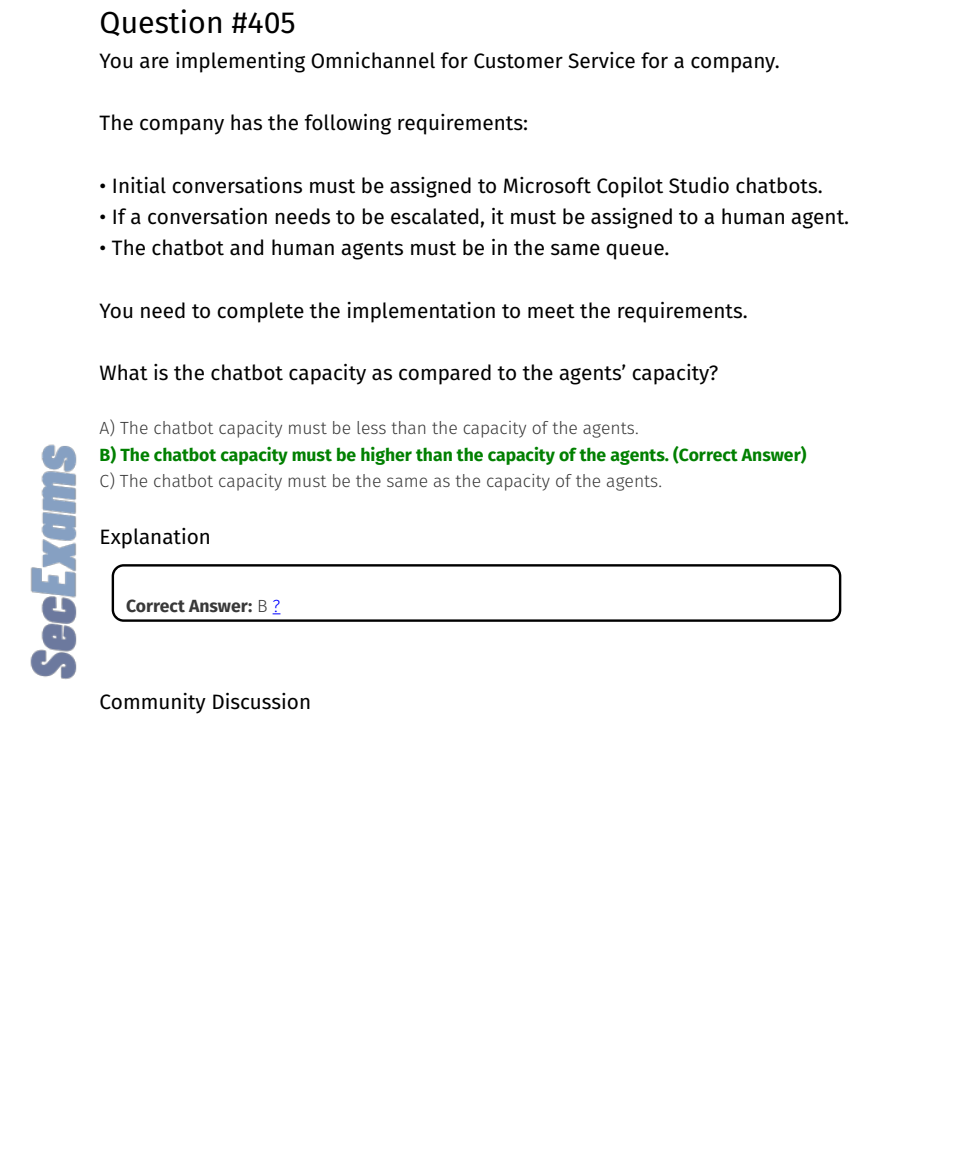 Question #405
You are implementing Omnichannel for Customer Service for a company.
The company has the following requirements:
• Initial conversations must be assigned to Microsoft Copilot Studio chatbots.
• If a conversation needs to be escalated, it must be assigned to a human agent.
• The chatbot and human agents must be in the same queue.
You need to complete the implementation to meet the requirements.
What is the chatbot capacity as compared to the agents’ capacity?
A) The chatbot capacity must be less than the capacity of the agents.
B) The chatbot capacity must be higher than the capacity of the agents. (Correct Answer)
C) The chatbot capacity must be the same as the capacity of the agents.
SecExams
Explanation
Correct Answer: B ?
Community Discussion